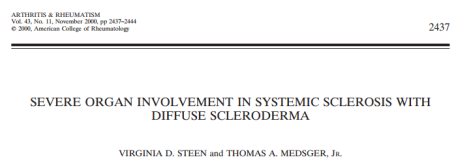 ARTHRITIS & RHEUMATISM
Vol. 43, No. 11, November 2000, pp 2437–2444
© 2000, American College of Rheumatology
2437
SEVERE ORGAN INVOLVEMENT IN SYSTEMIC SCLEROSIS WITH
DIFFUSE SCLERODERMA
VIRGINIA D. STEEN and THOMAS A. MEDSGER, JR.